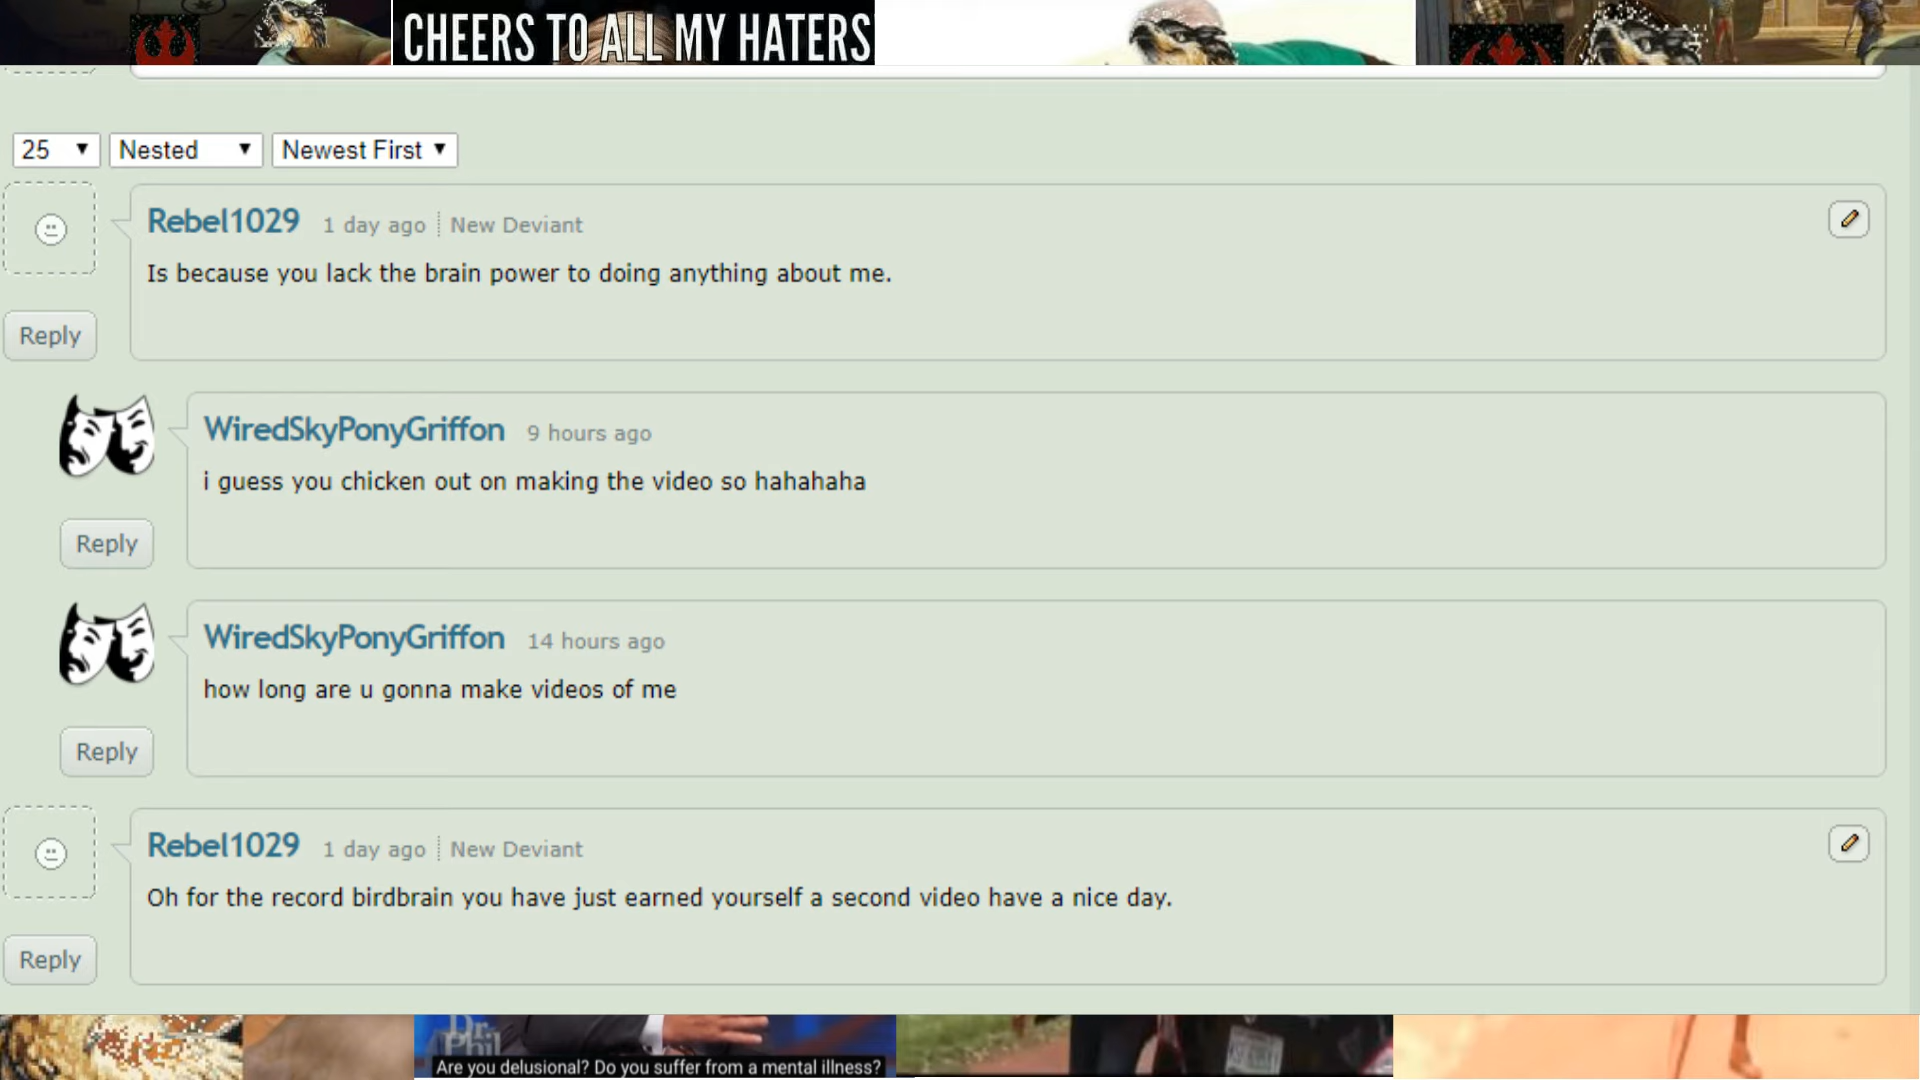 CHEERS TO ALL MY HATERS
25 Nested Newest First
Rebel1029 1 day ago New Deviant
Is because you lack the brain power to doing anything about me.
Reply
WiredSkyPonyGriffon 9 hours ago
i guess you chicken out on making the video so hahahaha
Reply
WiredSkyPonyGriffon 14 hours ago
how long are u gonna make videos of me
Reply
Rebel1029 1 day ago New Deviant
Oh for the record birdbrain you have just earned yourself a second video have a nice day.
Reply
Dr. Phil
Are you delusional? Do you suffer from a mental illness?